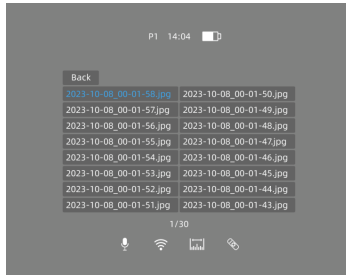 P1 14:04
Back
2023-10-08_00-01-58.jpg 2023-10-08_00-01-50.jpg
2023-10-08_00-01-57.jpg 2023-10-08_00-01-49.jpg
2023-10-08_00-01-56.jpg 2023-10-08_00-01-48.jpg
2023-10-08_00-01-55.jpg 2023-10-08_00-01-47.jpg
2023-10-08_00-01-54.jpg 2023-10-08_00-01-46.jpg
2023-10-08_00-01-53.jpg 2023-10-08_00-01-45.jpg
2023-10-08_00-01-52.jpg 2023-10-08_00-01-44.jpg
2023-10-08_00-01-51.jpg 2023-10-08_00-01-43.jpg
1/30